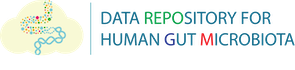 DATA REPOSITORY FOR
HUMAN GUT MICROBIOTA